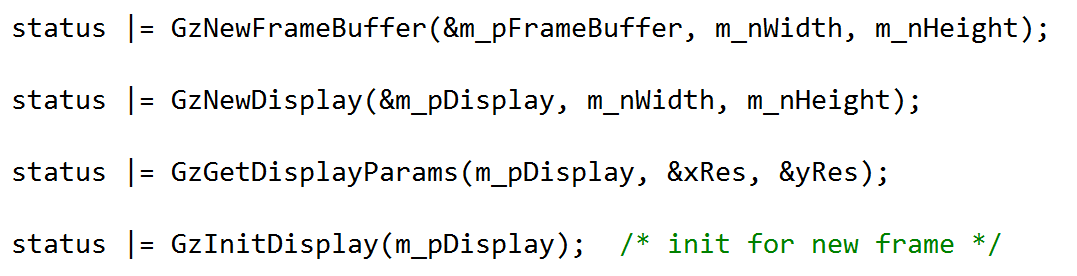 status |= GzNewFrameBuffer(&m_pFrameBuffer, m_nWidth, m_nHeight);
status |= GzNewDisplay(&m_pDisplay, m_nWidth, m_nHeight);
status |= GzGetDisplayParams(m_pDisplay, &xRes, &yRes);
status |= GzInitDisplay(m_pDisplay);  /* init for new frame */